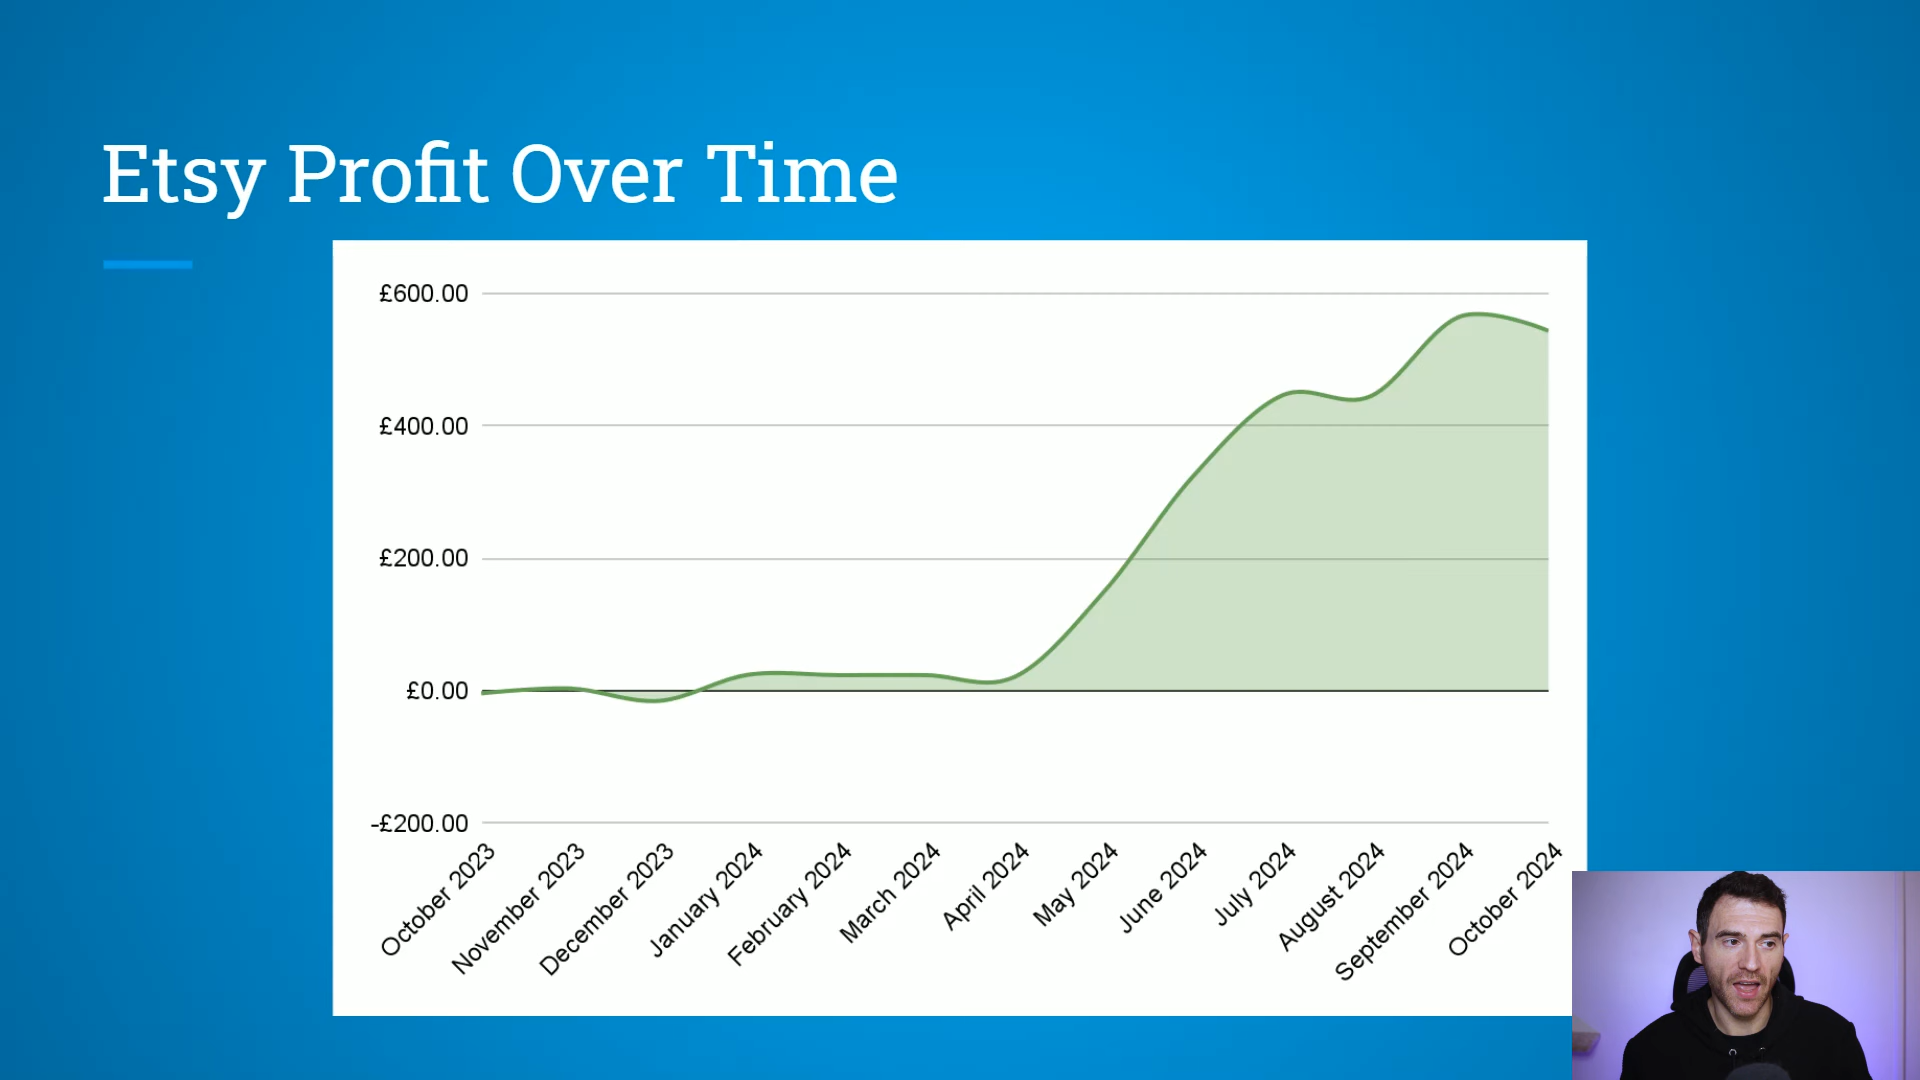 Etsy Profit Over Time
£600.00
£400.00
£200.00
£0.00
-£200.00
October 2023
November 2023
December 2023
January 2024
February 2024
March 2024
April 2024
May 2024
June 2024
July 2024
August 2024
September 2024
October 2024